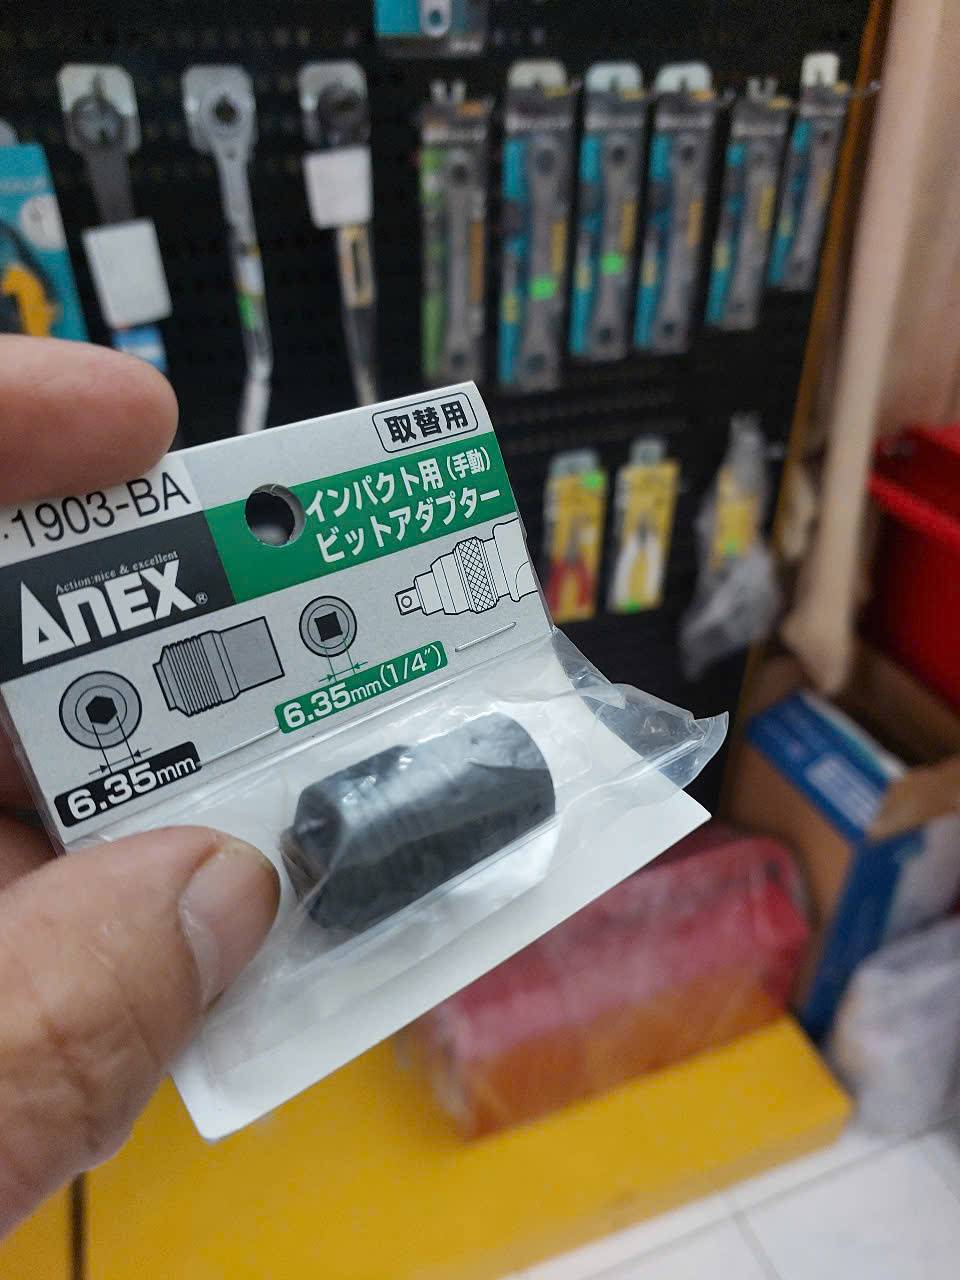 取替用
1903-BA
インパクト用(手動)
ビットアダプター
Action:nice & excellent
ANEX®
6.35mm(1/4")
6.35mm